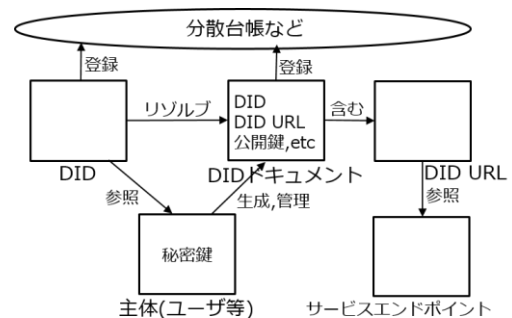 分散台帳など
登録
登録
リゾルブ
DID
DID URL
公開鍵,etc
含む
DID
DIDドキュメント
DID URL
参照
生成,管理
参照
秘密鍵
主体(ユーザ等)
サービスエンドポイント